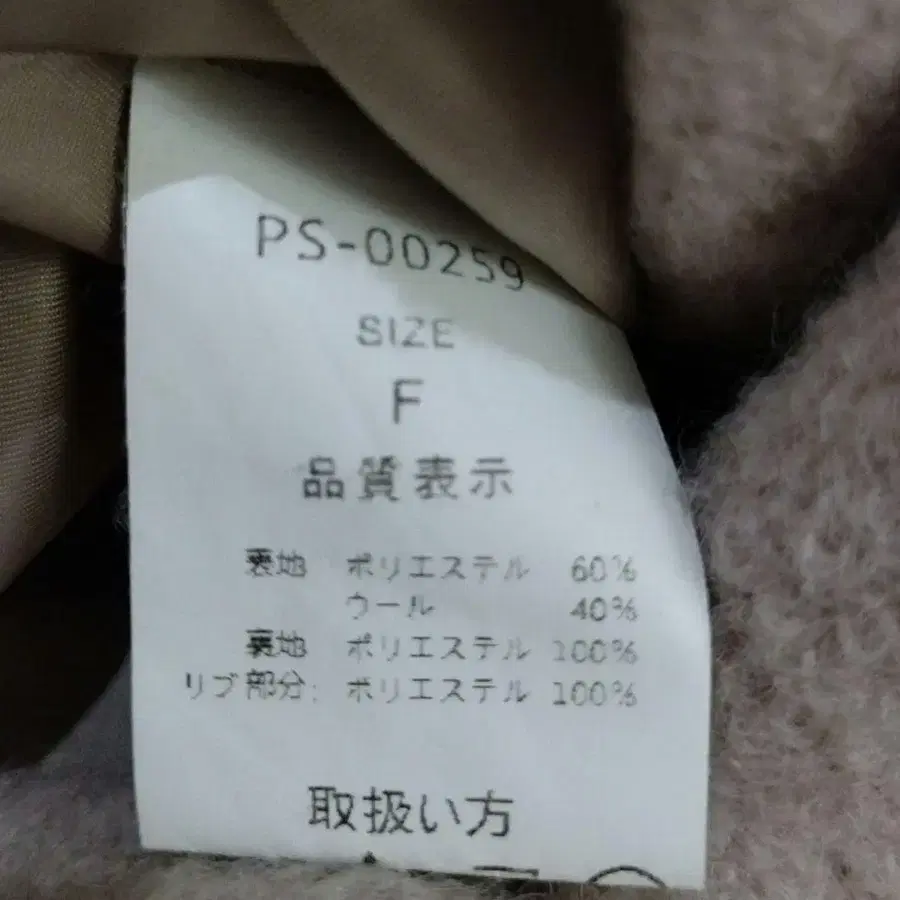 PS-00259
SIZE
F
品質表示
表地 ポリエステル 60%
ウール 40%
裏地 ポリエステル 100%
リブ部分: ポリエステル 100%
取扱い方